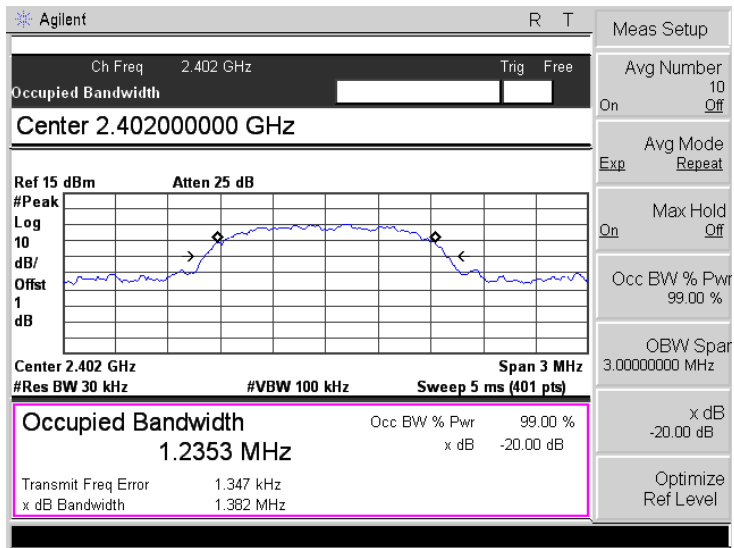 Agilent R T
Ch Freq 2.402 GHz Trig Free
Occupied Bandwidth
Center 2.402000000 GHz
Ref 15 dBm Atten 25 dB
#Peak
Log
10
dB/
Offst
1
dB
Center 2.402 GHz Span 3 MHz
#Res BW 30 kHz #VBW 100 kHz Sweep 5 ms (401 pts)
Occupied Bandwidth
1.2353 MHz
Occ BW % Pwr 99.00 %
x dB -20.00 dB
Transmit Freq Error 1.347 kHz
x dB Bandwidth 1.382 MHz
Meas Setup
Avg Number
10
On Off
Avg Mode
Exp Repeat
Max Hold
On Off
Occ BW % Pwr
99.00 %
OBW Span
3.00000000 MHz
x dB
-20.00 dB
Optimize
Ref Level